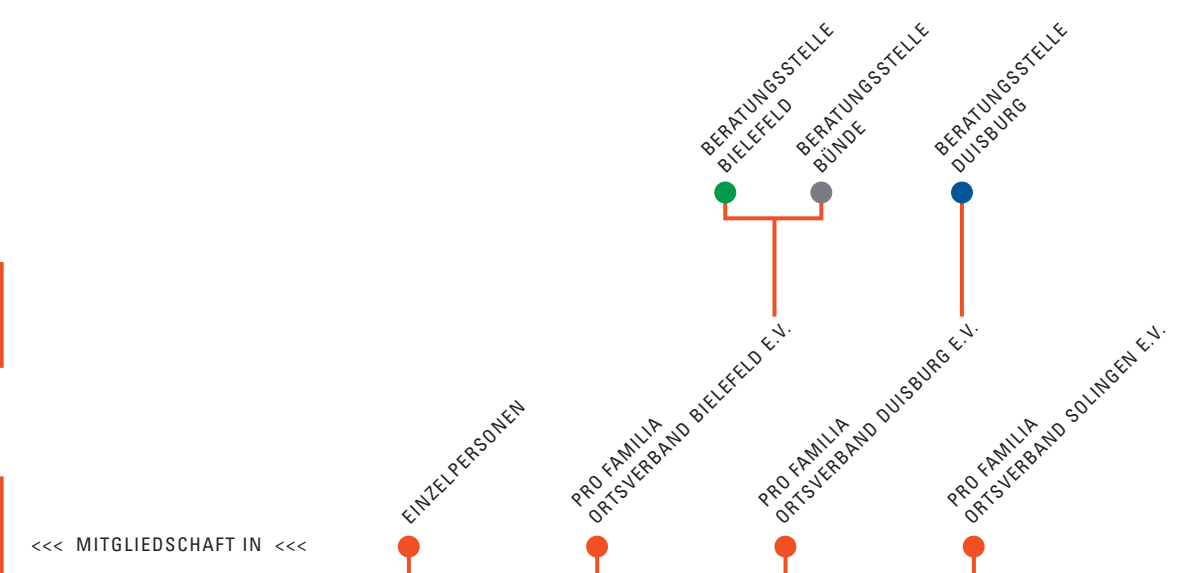 BERATUNGSSTELLE
BIELEFELD
BERATUNGSSTELLE
BÜNDE
BERATUNGSSTELLE
DUISBURG
EINZELPERSONEN
PRO FAMILIA
ORTSVERBAND BIELEFELD E.V.
PRO FAMILIA
ORTSVERBAND DUISBURG E.V.
PRO FAMILIA
ORTSVERBAND SOLINGEN E.V.
<<< MITGLIEDSCHAFT IN <<<